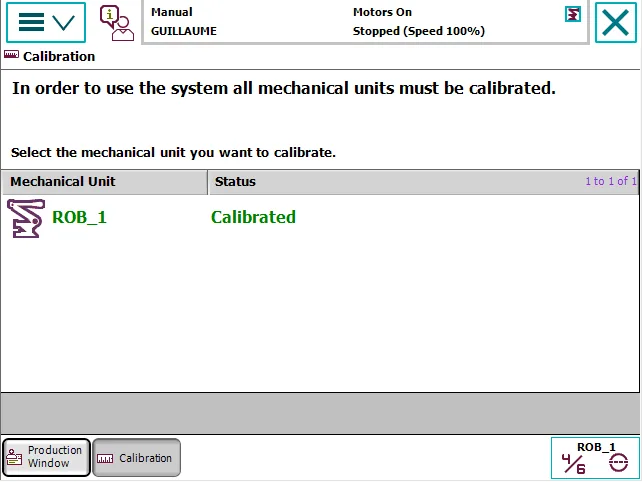 Manual
Motors On
GUILLAUME
Stopped (Speed 100%)
Calibration
In order to use the system all mechanical units must be calibrated.
Select the mechanical unit you want to calibrate.
Mechanical Unit
Status
1 to 1 of 1
ROB_1
Calibrated
Production
Window
Calibration
ROB_1
4/6